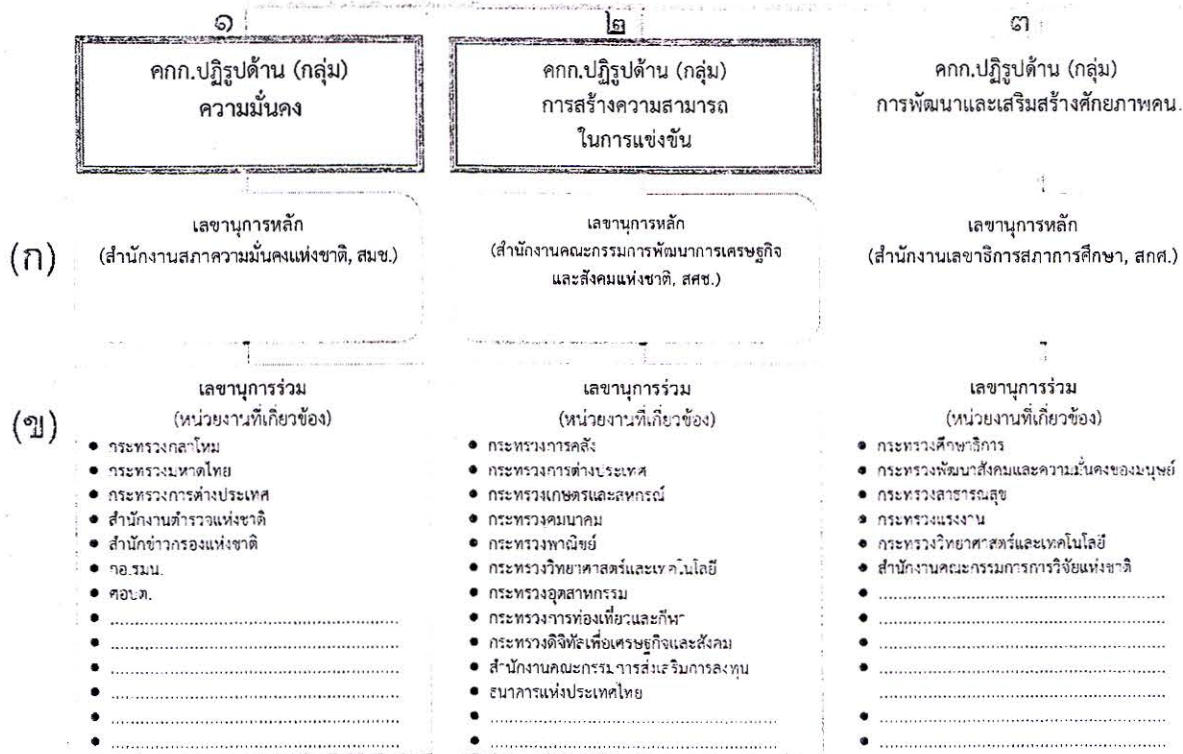 ๑
คกก.ปฏิรูปด้าน (กลุ่ม)
ความมั่นคง
๒
คกก.ปฏิรูปด้าน (กลุ่ม)
การสร้างความสามารถ
ในการแข่งขัน
๓
คกก.ปฏิรูปด้าน (กลุ่ม)
การพัฒนาและเสริมสร้างศักยภาพคน
(ก)
เลขานุการหลัก
(สำนักงานสภาความมั่นคงแห่งชาติ, สมช.)
เลขานุการหลัก
(สำนักงานคณะกรรมการพัฒนาการเศรษฐกิจ
และสังคมแห่งชาติ, สศช.)
เลขานุการหลัก
(สำนักงานเลขาธิการสภาการศึกษา, สกศ.)
(ข)
เลขานุการร่วม
(หน่วยงานที่เกี่ยวข้อง)
● กระทรวงกลาโหม
● กระทรวงมหาดไทย
● กระทรวงการต่างประเทศ
● สำนักงานตำรวจแห่งชาติ
● สำนักข่าวกรองแห่งชาติ
● กอ.รมน.
● ศอบต.
● ........................................
● ........................................
● ........................................
● ........................................
● ........................................
● ........................................
เลขานุการร่วม
(หน่วยงานที่เกี่ยวข้อง)
● กระทรวงการคลัง
● กระทรวงการต่างประเทศ
● กระทรวงเกษตรและสหกรณ์
● กระทรวงคมนาคม
● กระทรวงพาณิชย์
● กระทรวงวิทยาศาสตร์และเทคโนโลยี
● กระทรวงอุตสาหกรรม
● กระทรวงการท่องเที่ยวและกีฬา
● กระทรวงดิจิทัลเพื่อเศรษฐกิจและสังคม
● สำนักงานคณะกรรมการส่งเสริมการลงทุน
● ธนาคารแห่งประเทศไทย
● ........................................
● ........................................
เลขานุการร่วม
(หน่วยงานที่เกี่ยวข้อง)
● กระทรวงศึกษาธิการ
● กระทรวงพัฒนาสังคมและความมั่นคงของมนุษย์
● กระทรวงสาธารณสุข
● กระทรวงแรงงาน
● กระทรวงวิทยาศาสตร์และเทคโนโลยี
● สำนักงานคณะกรรมการการวิจัยแห่งชาติ
● ........................................
● ........................................
● ........................................
........................................
● ........................................
● ........................................